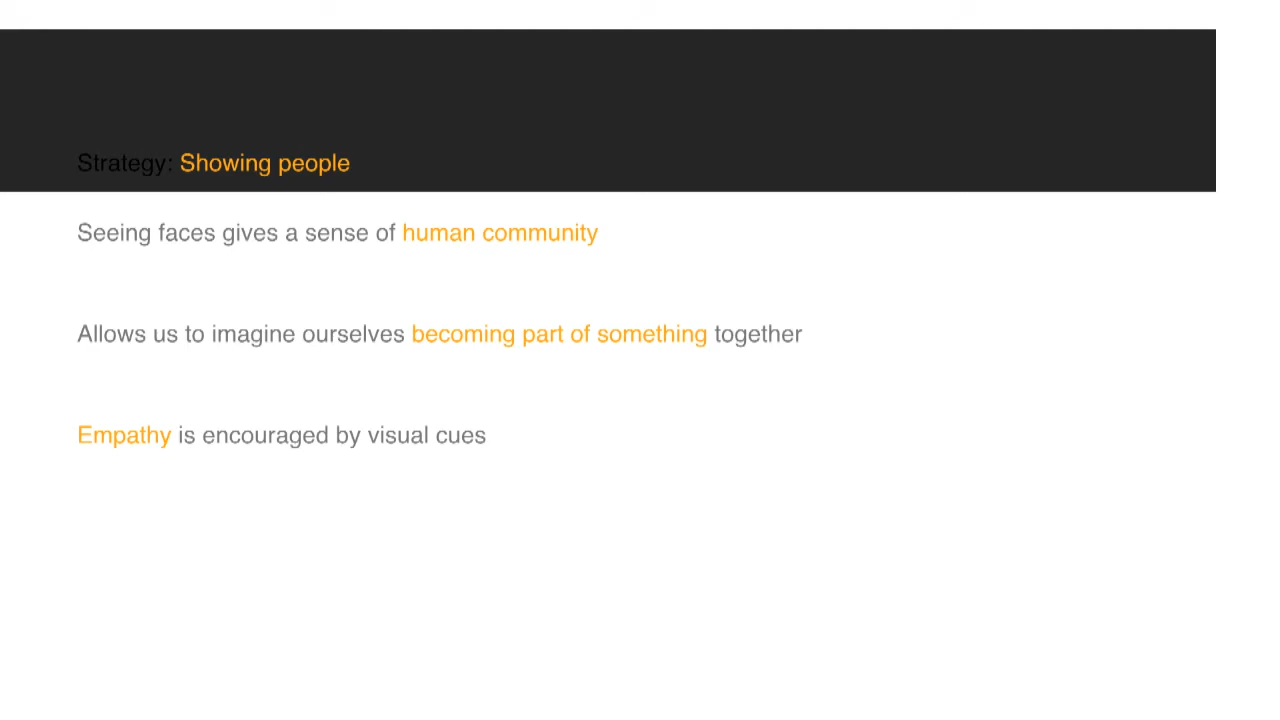 Strategy: Showing people
Seeing faces gives a sense of human community
Allows us to imagine ourselves becoming part of something together
Empathy is encouraged by visual cues